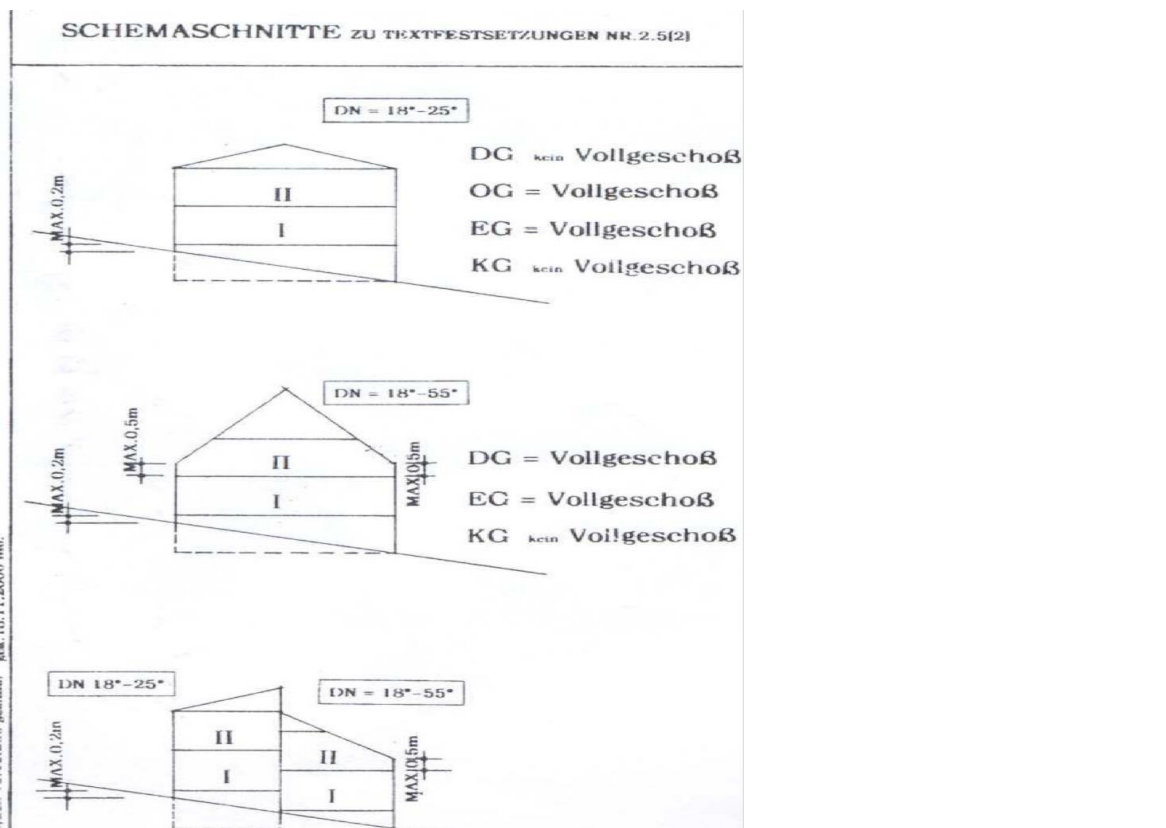 SCHEMASCHNITTE ZU TEXTFESTSETZUNGEN NR.2.5(2)
DN = 18°-25°
DG kein Vollgeschoß
OG = Vollgeschoß
EG = Vollgeschoß
KG kein Vollgeschoß
MAX.0,2m
II
I
DN = 18°-55°
DG = Vollgeschoß
EG = Vollgeschoß
KG kein Vollgeschoß
MAX.0,5m
MAX.0,2m
MAX.0,5m
II
I
DN 18°-25°
DN = 18°-55°
MAX.0,2m
MAX.0,5m
II
I
II
I